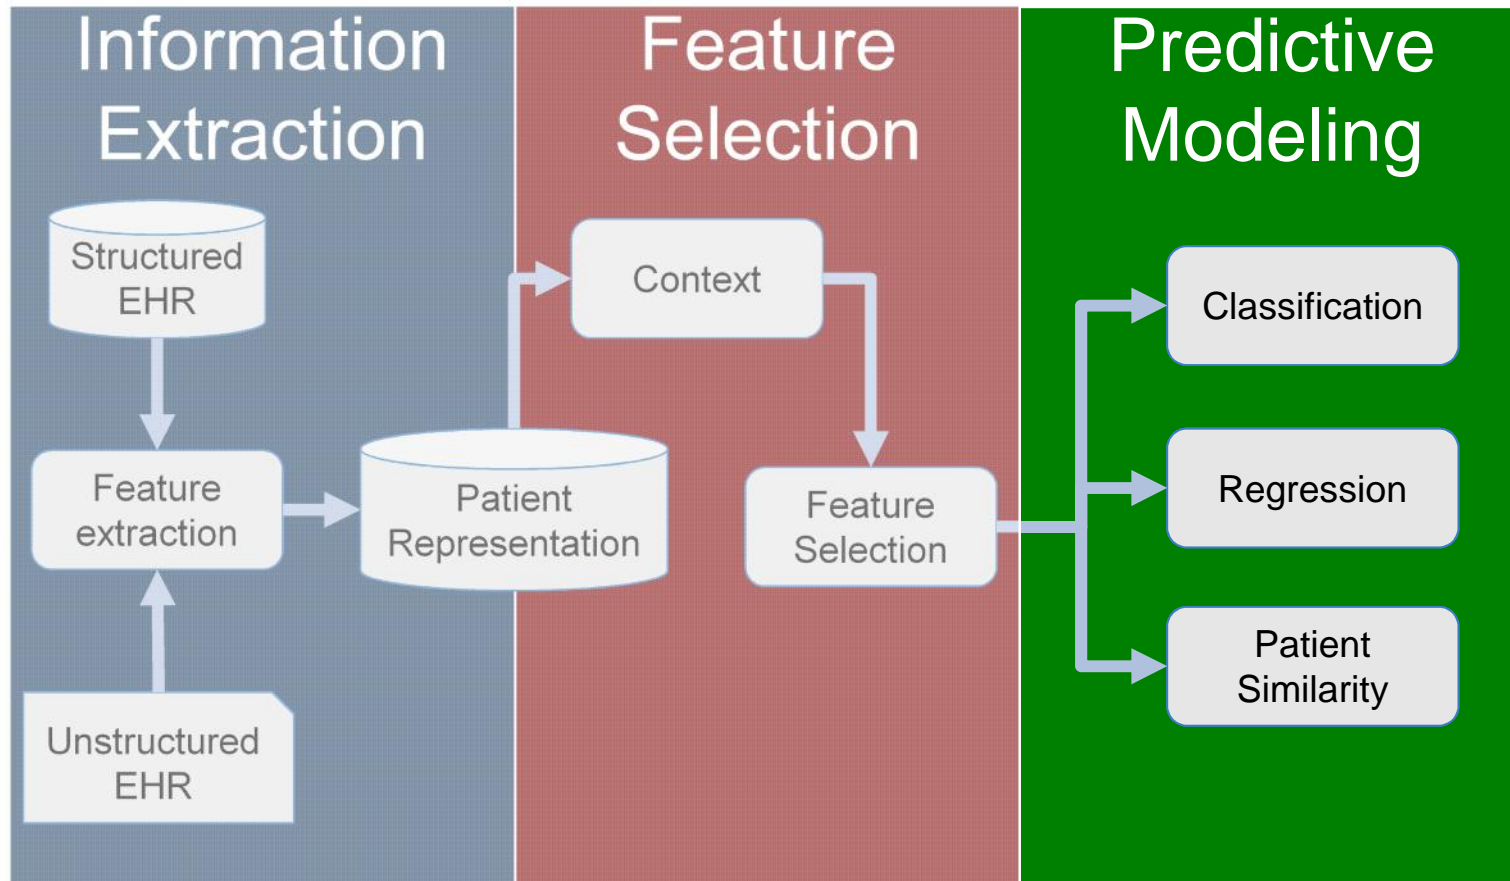 Information
Extraction
Feature
Selection
Predictive
Modeling
Structured
EHR
Feature
extraction
Unstructured
EHR
Patient
Representation
Context
Feature
Selection
Classification
Regression
Patient
Similarity